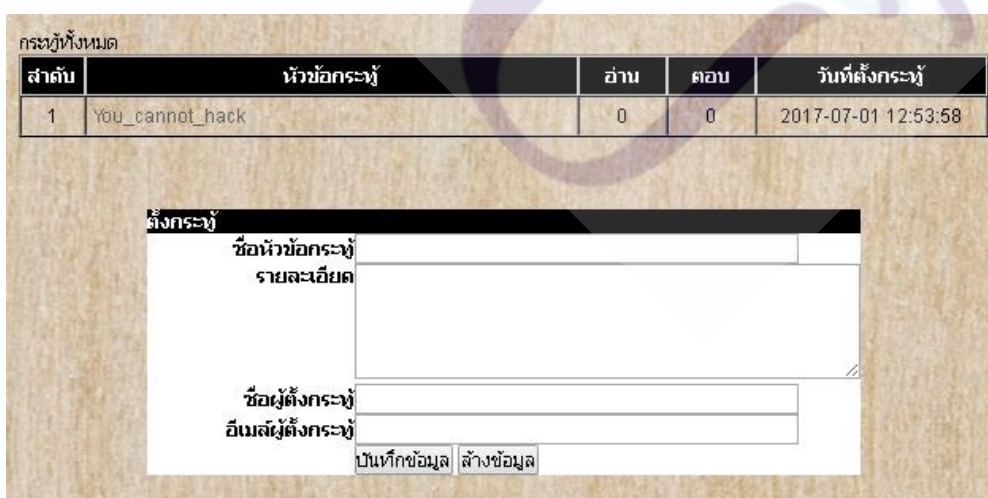 กระทู้ทั้งหมด
ลำดับ หัวข้อกระทู้ อ่าน ตอบ วันที่ตั้งกระทู้
1 You_cannot_hack 0 0 2017-07-01 12:53:58
ตั้งกระทู้
ชื่อหัวข้อกระทู้
รายละเอียด
ชื่อผู้ตั้งกระทู้
อีเมล์ผู้ตั้งกระทู้
บันทึกข้อมูล ล้างข้อมูล